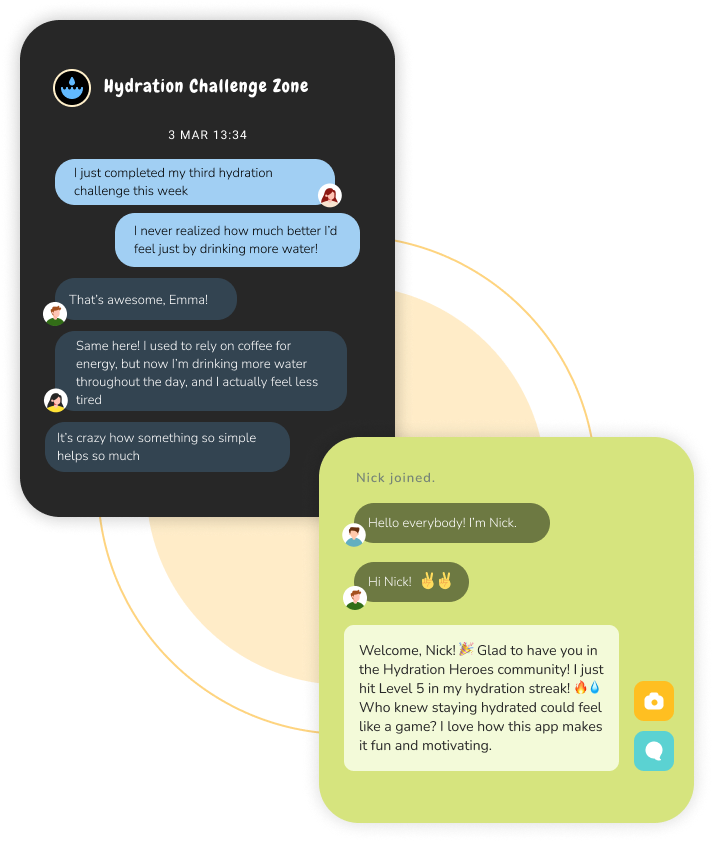 Hydration Challenge Zone
3 MAR 13:34
I just completed my third hydration
challenge this week
I never realized how much better I’d
feel just by drinking more water!
That’s awesome, Emma!
Same here! I used to rely on coffee for
energy, but now I’m drinking more water
throughout the day, and I actually feel less
tired
It’s crazy how something so simple
helps so much
Nick joined.
Hello everybody! I’m Nick.
Hi Nick! ✌️✌️
Welcome, Nick! 🎉 Glad to have you in
the Hydration Heroes community! I just
hit Level 5 in my hydration streak! 🔥💧
Who knew staying hydrated could feel
like a game? I love how this app makes
it fun and motivating.